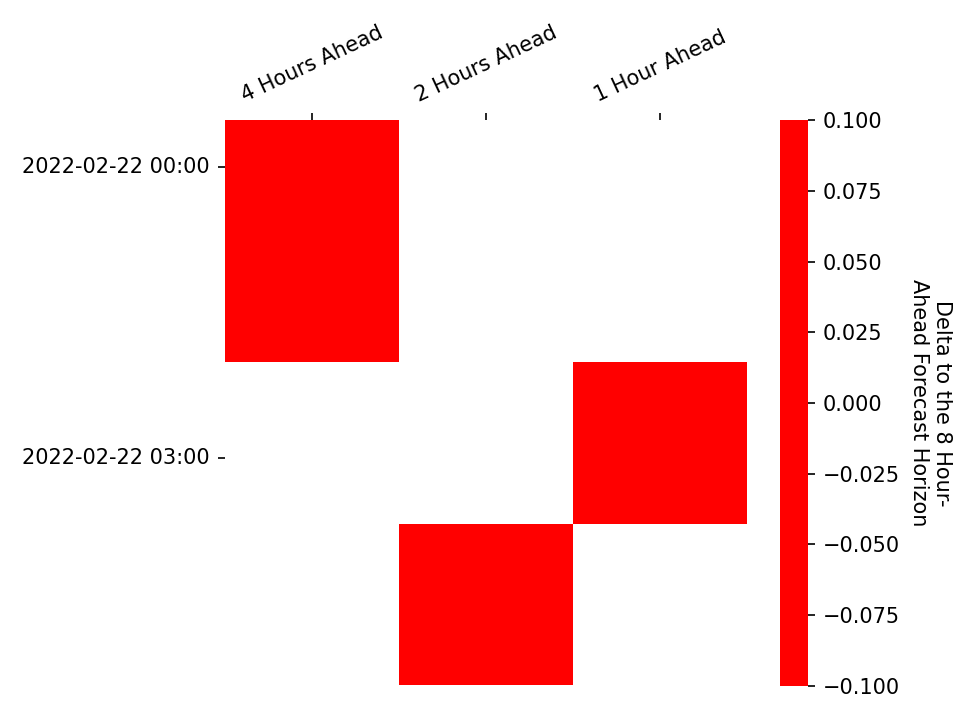 4 Hours Ahead
2 Hours Ahead
1 Hour Ahead
2022-02-22 00:00
2022-02-22 03:00
0.100
0.075
0.050
0.025
0.000
−0.025
−0.050
−0.075
−0.100
Delta to the 8 Hour-
Ahead Forecast Horizon